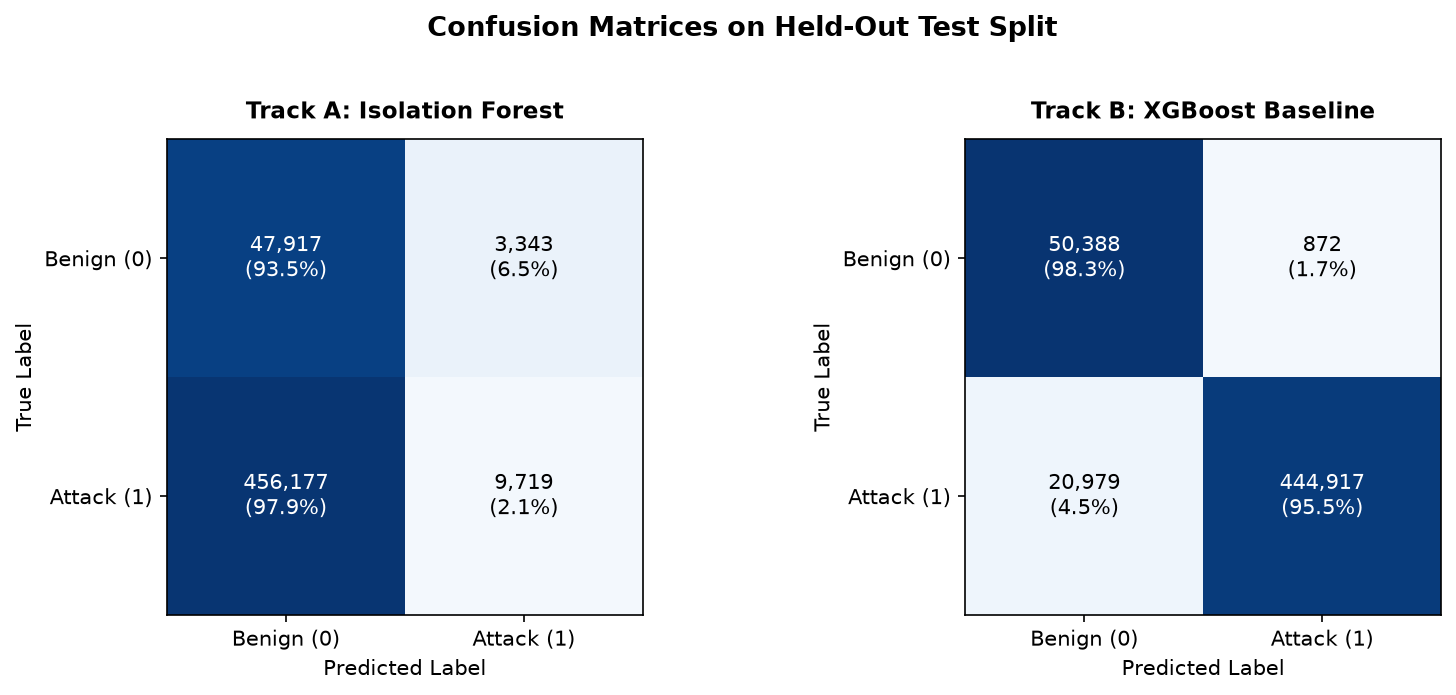 Confusion Matrices on Held-Out Test Split
Track A: Isolation Forest
True Label
Benign (0)
47,917
(93.5%)
3,343
(6.5%)
Attack (1)
456,177
(97.9%)
9,719
(2.1%)
Benign (0)
Attack (1)
Predicted Label
Track B: XGBoost Baseline
True Label
Benign (0)
50,388
(98.3%)
872
(1.7%)
Attack (1)
20,979
(4.5%)
444,917
(95.5%)
Benign (0)
Attack (1)
Predicted Label